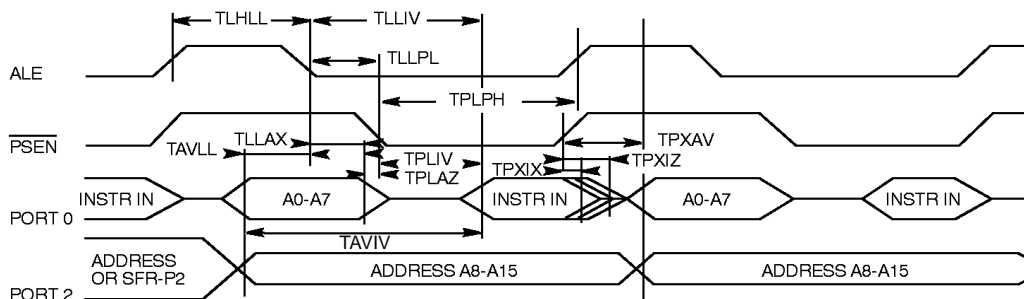 TLHLL TLLIV
TLLPL
ALE
TPLPH
TLLAX
TPXAV
PSEN
TAVLL
TPLIV
TPXIZ
TPXIX
TPLAZ
INSTR IN A0-A7 INSTR IN A0-A7 INSTR IN
PORT 0
TAVIV
ADDRESS
OR SFR-P2
ADDRESS A8-A15 ADDRESS A8-A15
PORT 2